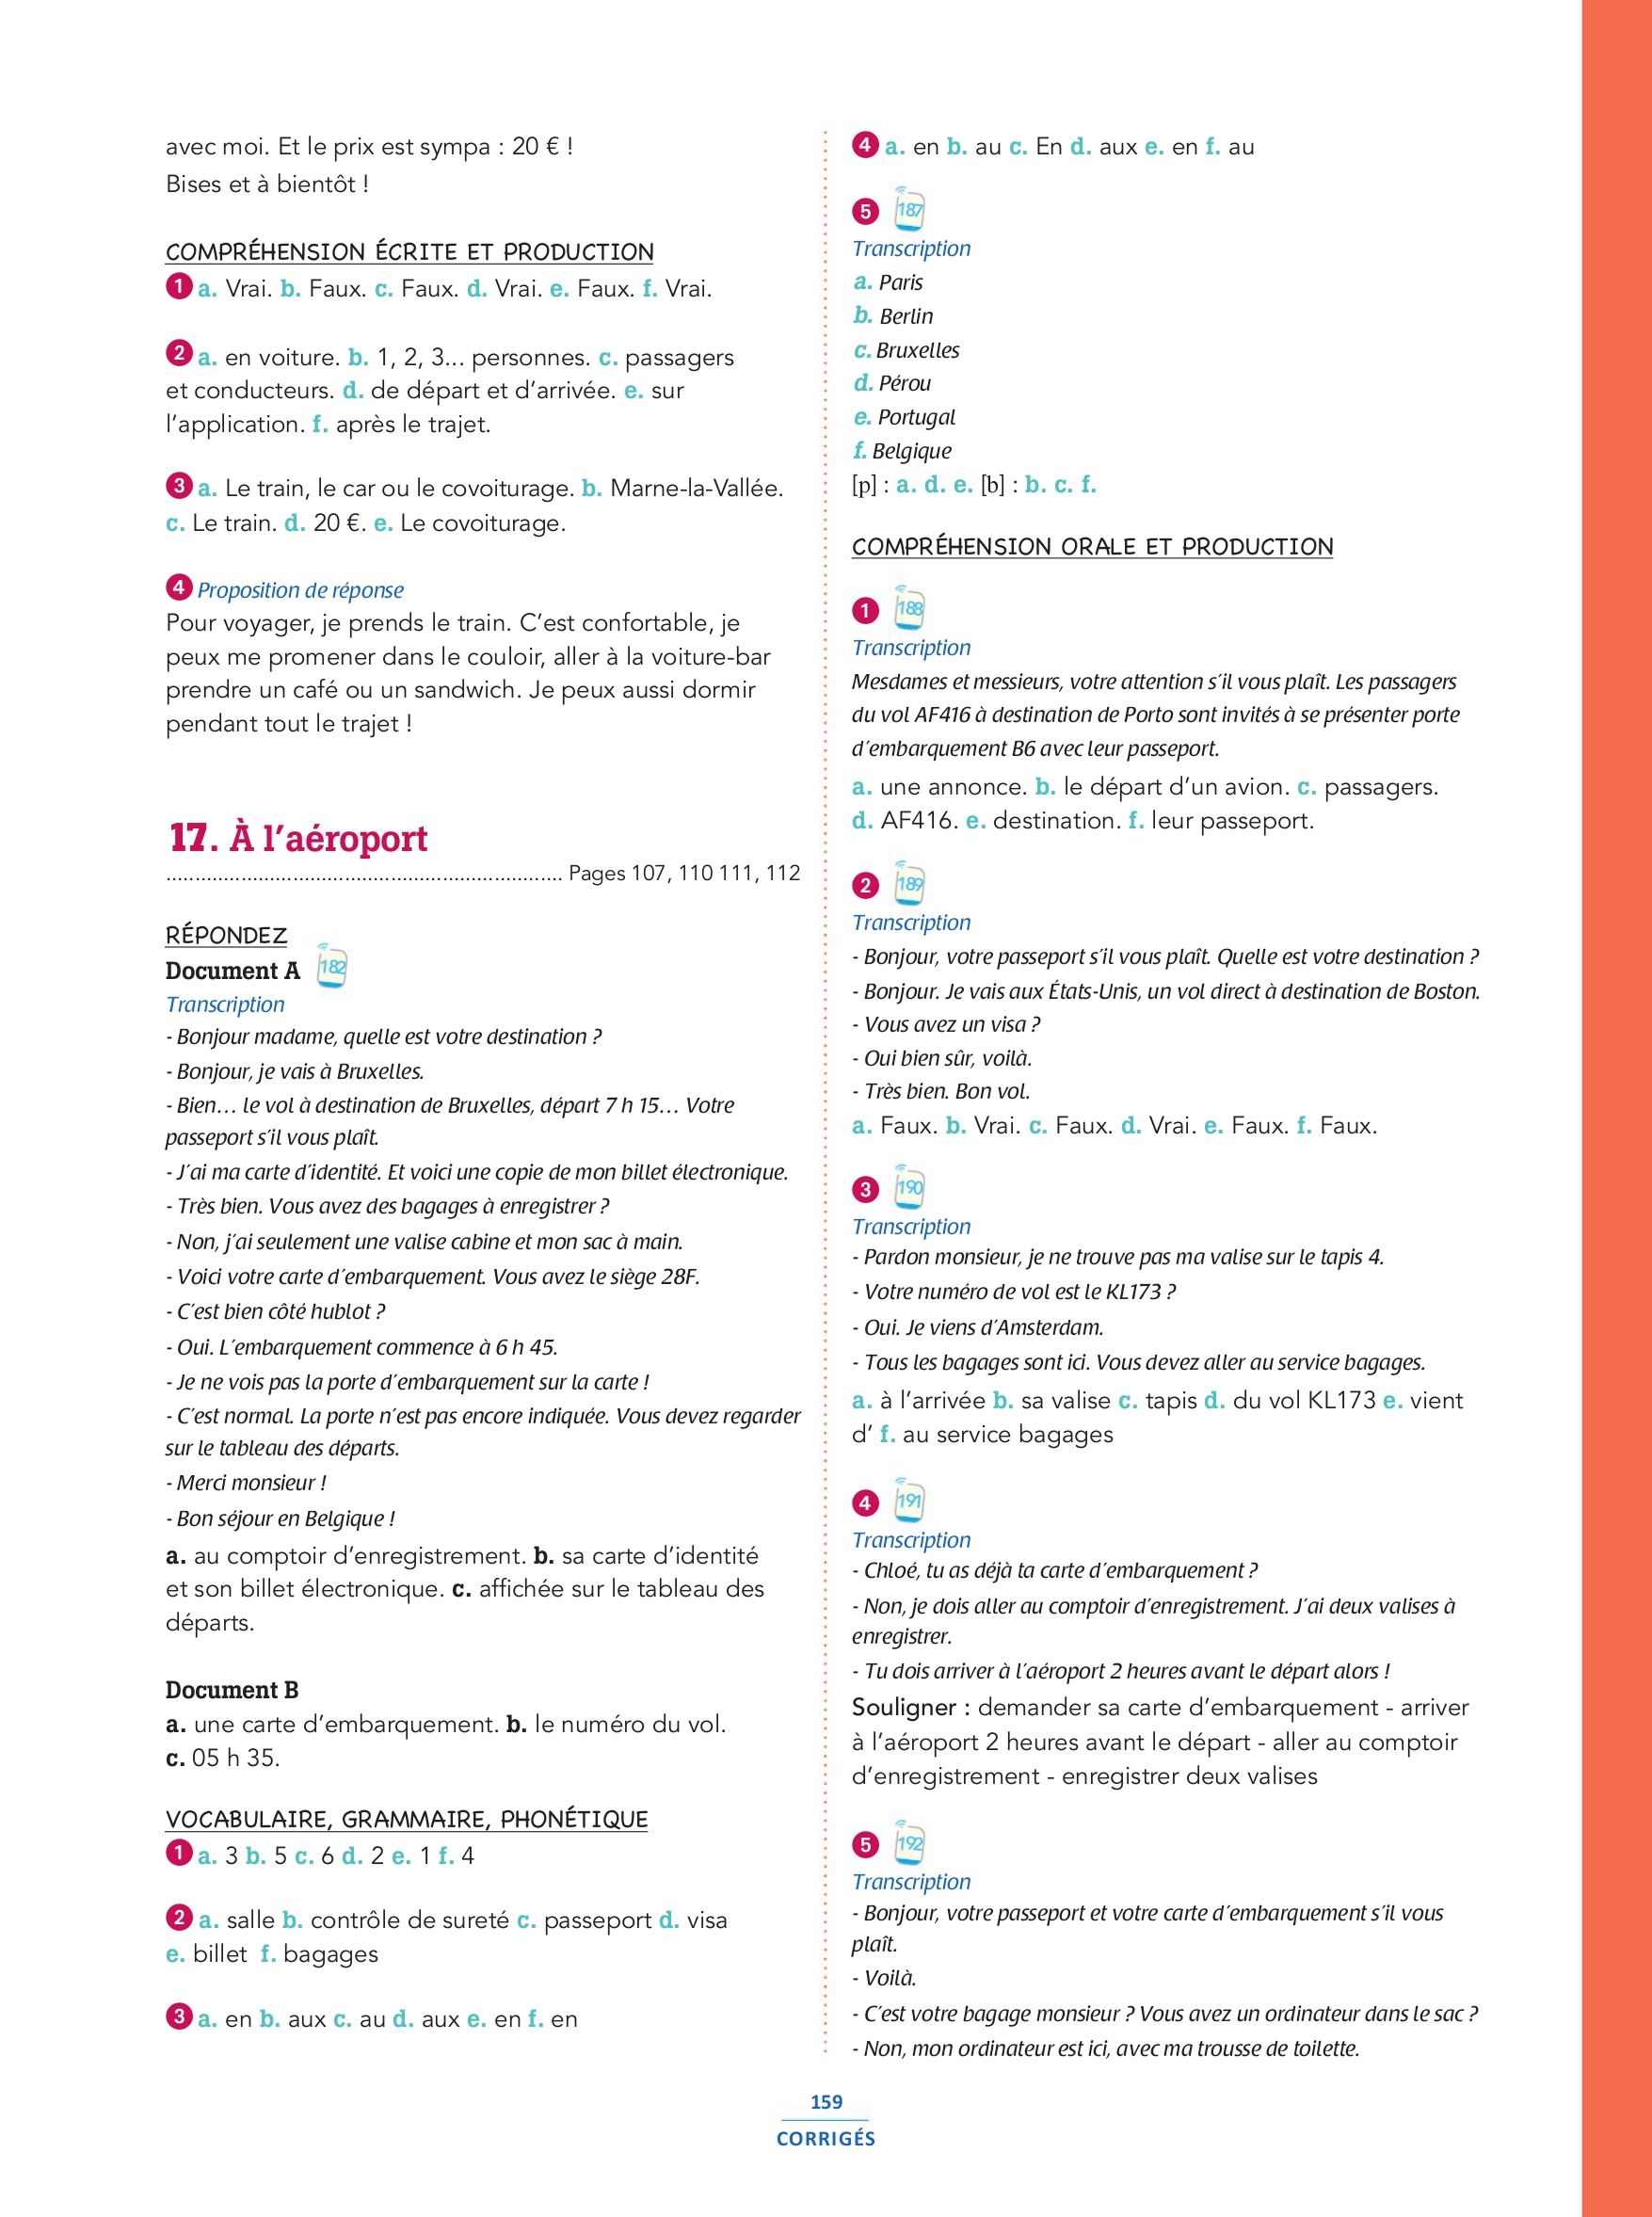 avec moi. Et le prix est sympa : 20 € !
Bises et à bientôt !
COMPRÉHENSION ÉCRITE ET PRODUCTION
1 a. Vrai. b. Faux. c. Faux. d. Vrai. e. Faux. f. Vrai.
2 a. en voiture. b. 1, 2, 3... personnes. c. passagers
et conducteurs. d. de départ et d'arrivée. e. sur
l'application. f. après le trajet.
3 a. Le train, le car ou le covoiturage. b. Marne-la-Vallée.
c. Le train. d. 20 €. e. Le covoiturage.
4 Proposition de réponse
Pour voyager, je prends le train. C'est confortable, je
peux me promener dans le couloir, aller à la voiture-bar
prendre un café ou un sandwich. Je peux aussi dormir
pendant tout le trajet !
17. À l'aéroport
..................................................................... Pages 107, 110 111, 112
RÉPONDEZ
Document A 182
Transcription
- Bonjour madame, quelle est votre destination ?
- Bonjour, je vais à Bruxelles.
- Bien... le vol à destination de Bruxelles, départ 7 h 15... Votre
passeport s'il vous plaît.
- J'ai ma carte d'identité. Et voici une copie de mon billet électronique.
- Très bien. Vous avez des bagages à enregistrer ?
- Non, j'ai seulement une valise cabine et mon sac à main.
- Voici votre carte d'embarquement. Vous avez le siège 28F.
- C'est bien côté hublot ?
- Oui. L'embarquement commence à 6 h 45.
- Je ne vois pas la porte d'embarquement sur la carte !
- C'est normal. La porte n'est pas encore indiquée. Vous devez regarder
sur le tableau des départs.
- Merci monsieur !
- Bon séjour en Belgique !
a. au comptoir d'enregistrement. b. sa carte d'identité
et son billet électronique. c. affichée sur le tableau des
départs.
Document B
a. une carte d'embarquement. b. le numéro du vol.
c. 05 h 35.
VOCABULAIRE, GRAMMAIRE, PHONÉTIQUE
1 a. 3 b. 5 c. 6 d. 2 e. 1 f. 4
2 a. salle b. contrôle de sureté c. passeport d. visa
e. billet f. bagages
3 a. en b. aux c. au d. aux e. en f. en
4 a. en b. au c. En d. aux e. en f. au
5 187
Transcription
a. Paris
b. Berlin
c. Bruxelles
d. Pérou
e. Portugal
f. Belgique
[p] : a. d. e. [b] : b. c. f.
COMPRÉHENSION ORALE ET PRODUCTION
1 188
Transcription
Mesdames et messieurs, votre attention s'il vous plaît. Les passagers
du vol AF416 à destination de Porto sont invités à se présenter porte
d'embarquement B6 avec leur passeport.
a. une annonce. b. le départ d'un avion. c. passagers.
d. AF416. e. destination. f. leur passeport.
2 189
Transcription
- Bonjour, votre passeport s'il vous plaît. Quelle est votre destination ?
- Bonjour. Je vais aux États-Unis, un vol direct à destination de Boston.
- Vous avez un visa ?
- Oui bien sûr, voilà.
- Très bien. Bon vol.
a. Faux. b. Vrai. c. Faux. d. Vrai. e. Faux. f. Faux.
3 190
Transcription
- Pardon monsieur, je ne trouve pas ma valise sur le tapis 4.
- Votre numéro de vol est le KL173 ?
- Oui. Je viens d'Amsterdam.
- Tous les bagages sont ici. Vous devez aller au service bagages.
a. à l'arrivée b. sa valise c. tapis d. du vol KL173 e. vient
d' f. au service bagages
4 191
Transcription
- Chloé, tu as déjà ta carte d'embarquement ?
- Non, je dois aller au comptoir d'enregistrement. J'ai deux valises à
enregistrer.
- Tu dois arriver à l'aéroport 2 heures avant le départ alors !
Souligner : demander sa carte d'embarquement - arriver
à l'aéroport 2 heures avant le départ - aller au comptoir
d'enregistrement - enregistrer deux valises
5 192
Transcription
- Bonjour, votre passeport et votre carte d'embarquement s'il vous
plaît.
- Voilà.
- C'est votre bagage monsieur ? Vous avez un ordinateur dans le sac ?
- Non, mon ordinateur est ici, avec ma trousse de toilette.
159
CORRIGÉS